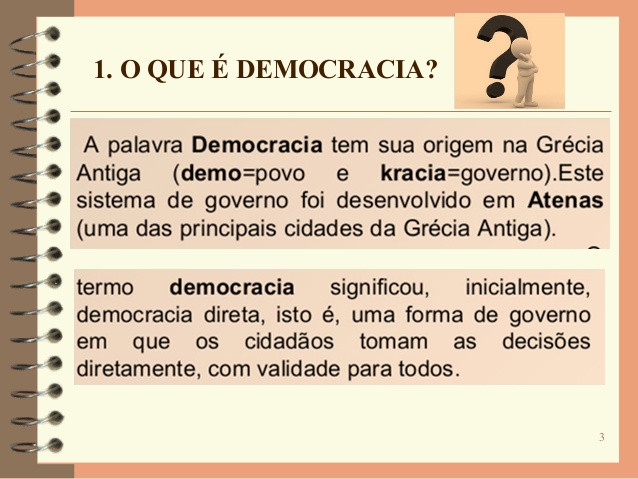 1. O QUE É DEMOCRACIA?
A palavra Democracia tem sua origem na Grécia
Antiga (demo=povo e kracia=governo).Este
sistema de governo foi desenvolvido em Atenas
(uma das principais cidades da Grécia Antiga).
termo democracia significou, inicialmente,
democracia direta, isto é, uma forma de governo
em que os cidadãos tomam as decisões
diretamente, com validade para todos.
3